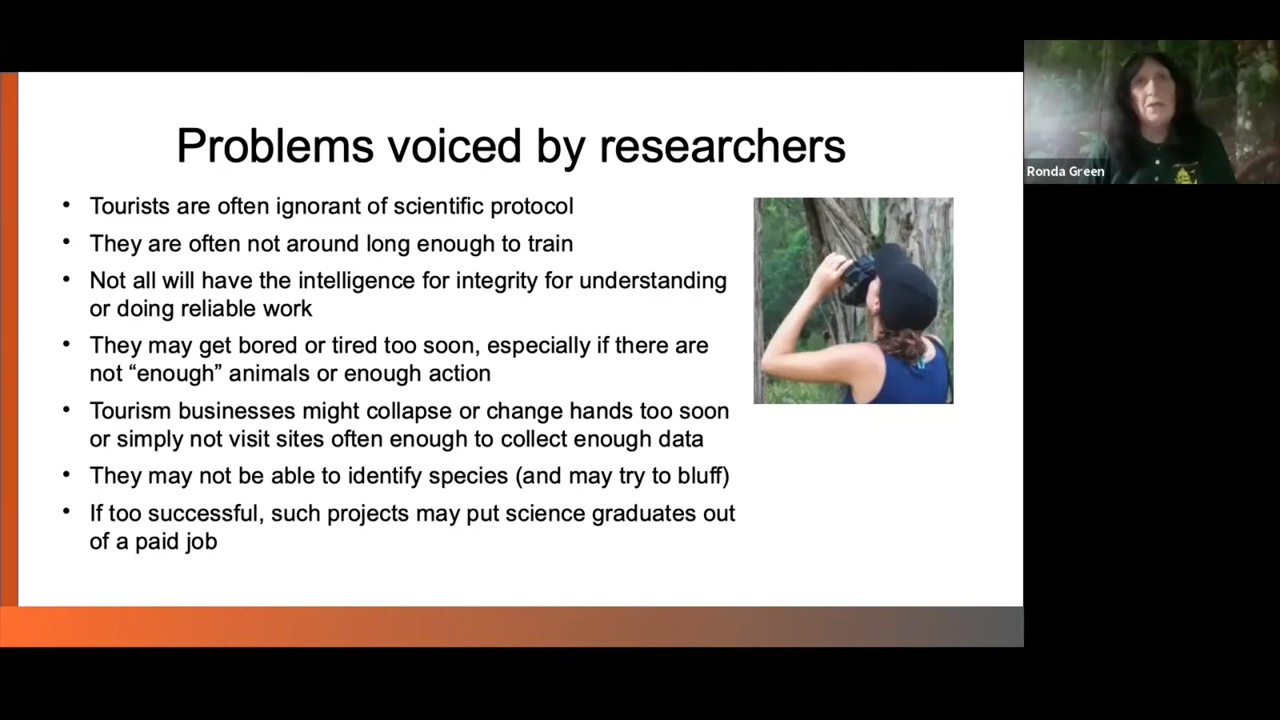 Problems voiced by researchers
• Tourists are often ignorant of scientific protocol
• They are often not around long enough to train
• Not all will have the intelligence for integrity for understanding
or doing reliable work
• They may get bored or tired too soon, especially if there are
not “enough” animals or enough action
• Tourism businesses might collapse or change hands too soon
or simply not visit sites often enough to collect enough data
• They may not be able to identify species (and may try to bluff)
• If too successful, such projects may put science graduates out
of a paid job
Ronda Green